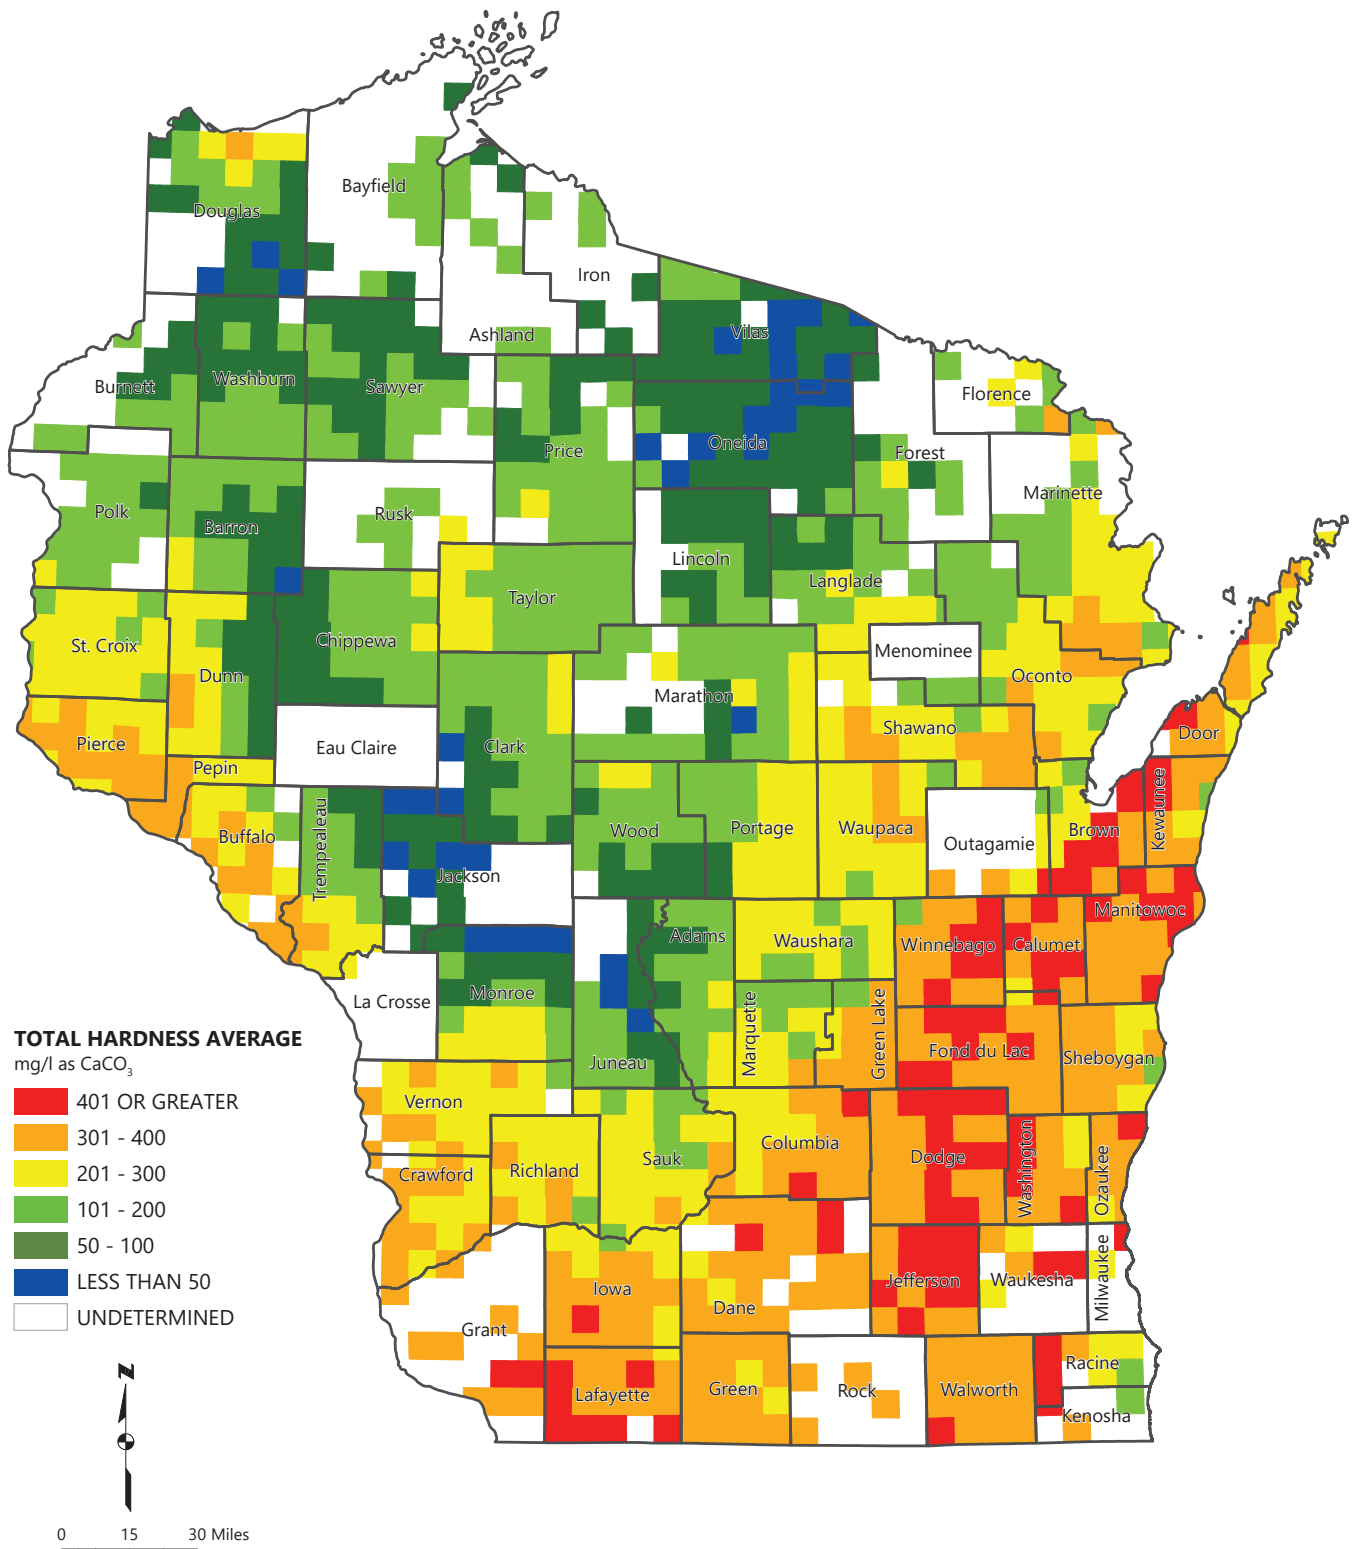 Bayfield
Douglas
Iron
Ashland
Vilas
Burnett
Washburn
Sawyer
Florence
Price
Oneida
Forest
Marinette
Polk
Barron
Rusk
Lincoln
Langlade
Taylor
St. Croix
Chippewa
Menominee
Dunn
Marathon
Oconto
Pierce
Eau Claire
Clark
Shawano
Door
Pepin
Buffalo
Trempealeau
Wood
Portage
Waupaca
Outagamie
Brown
Kewaunee
Jackson
Adams
Waushara
Winnebago
Calumet
Manitowoc
La Crosse
Monroe
Juneau
Marquette
Green Lake
Fond du Lac
Sheboygan
TOTAL HARDNESS AVERAGE
mg/l as CaCO3
401 OR GREATER
301 - 400
201 - 300
101 - 200
50 - 100
LESS THAN 50
UNDETERMINED
Vernon
Crawford
Richland
Sauk
Columbia
Dodge
Washington
Ozaukee
Iowa
Dane
Jefferson
Waukesha
Milwaukee
Grant
Lafayette
Green
Rock
Walworth
Racine
Kenosha
N
0 15 30 Miles